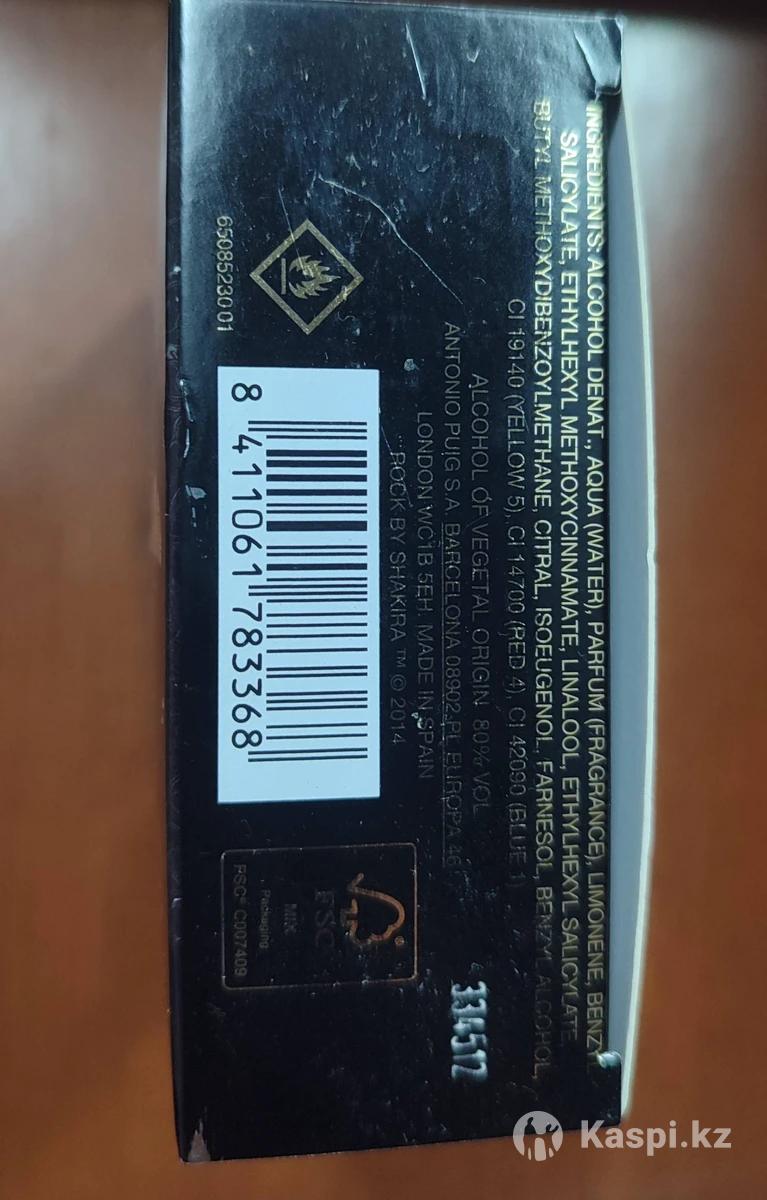 INGREDIENTS: ALCOHOL DENAT., AQUA (WATER), PARFUM (FRAGRANCE), LIMONENE, BENZYL
SALICYLATE, ETHYLHEXYL METHOXYCINNAMATE, LINALOOL, ETHYLHEXYL SALICYLATE,
BUTYL METHOXYDIBENZOYLMETHANE, CITRAL, ISOEUGENOL, FARNESOL, BENZYL ALCOHOL,
CI 19140 (YELLOW 5), CI 14700 (RED 4), CI 42090 (BLUE 1)
ALCOHOL OF VEGETAL ORIGIN 80% VOL
ANTONIO PUIG S.A. BARCELONA 08902 PL EUROPA 46
LONDON WC1B 5EH. MADE IN SPAIN
ROCK BY SHAKIRA ™ © 2014
8 411061 783368
6508523001
FSC
MIX
Packaging
FSC® C007409
Kaspi.kz